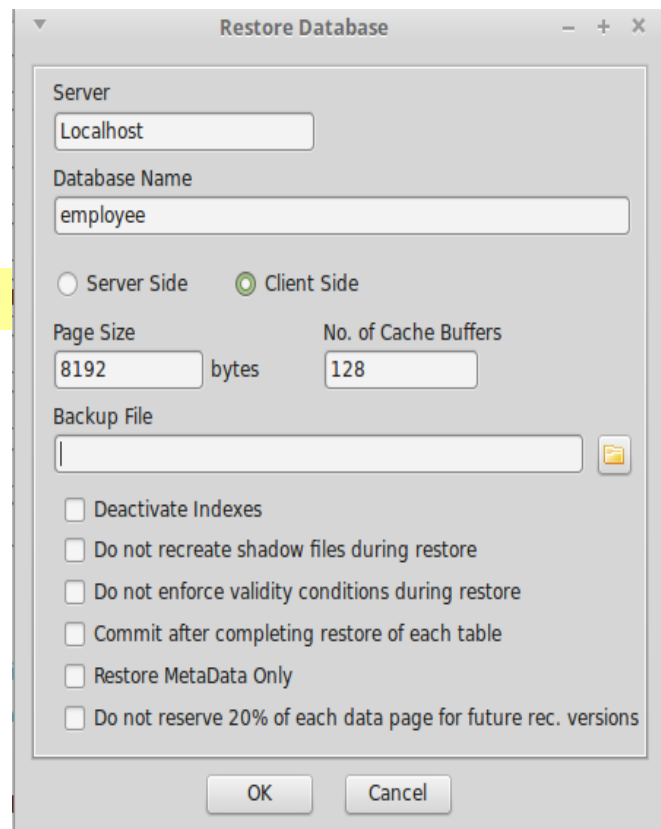 Restore Database
Server
Localhost
Database Name
employee
Server Side Client Side
Page Size No. of Cache Buffers
8192 bytes 128
Backup File
Deactivate Indexes
Do not recreate shadow files during restore
Do not enforce validity conditions during restore
Commit after completing restore of each table
Restore MetaData Only
Do not reserve 20% of each data page for future rec. versions
OK Cancel